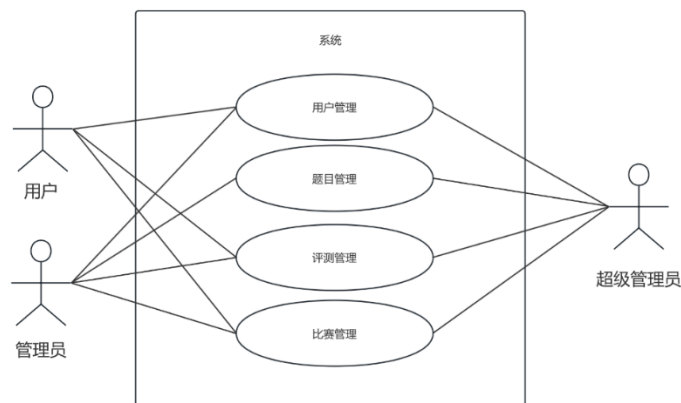 系统
用户管理
题目管理
评测管理
比赛管理
用户
管理员
超级管理员